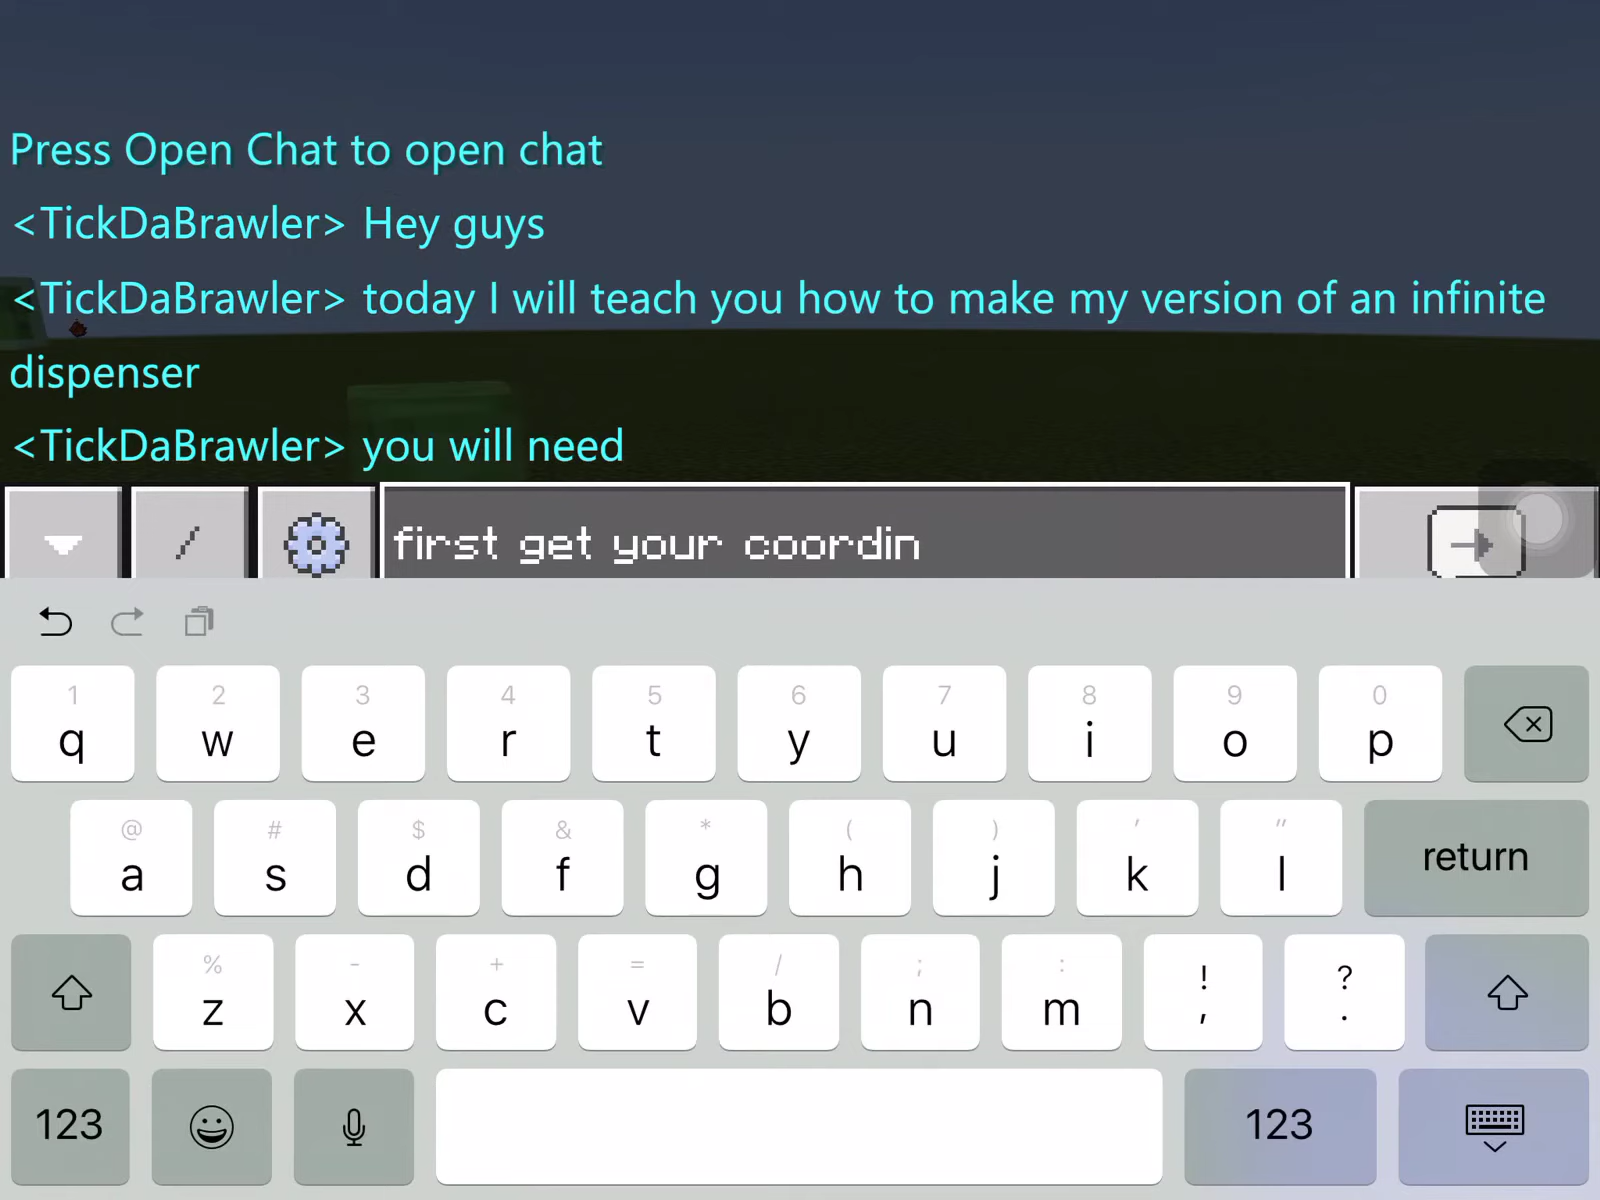 Press Open Chat to open chat
<TickDaBrawler> Hey guys
<TickDaBrawler> today I will teach you how to make my version of an infinite
dispenser
<TickDaBrawler> you will need
/ first get your coordin
1 2 3 4 5 6 7 8 9 0
q w e r t y u i o p
@ # $ & * ( ) ' "
a s d f g h j k l return
% - + = / ; : ! ?
z x c v b n m , .
123 123